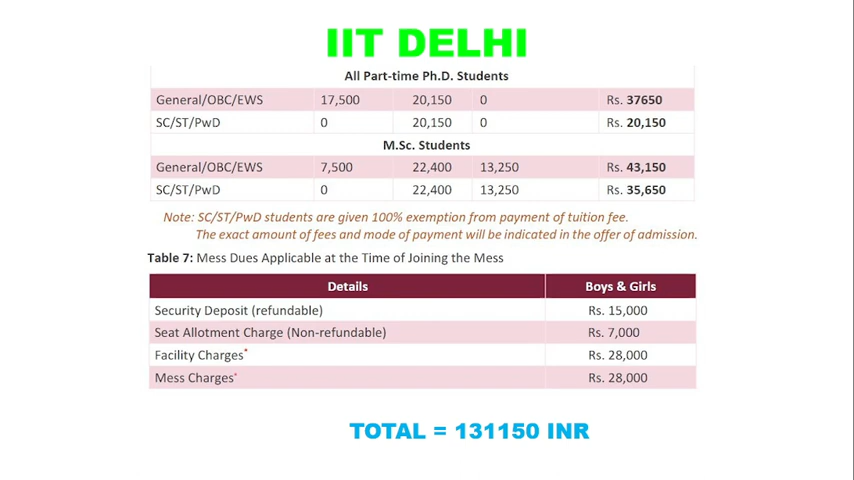 IIT DELHI
All Part-time Ph.D. Students
General/OBC/EWS 17,500 20,150 0 Rs. 37650
SC/ST/PwD 0 20,150 0 Rs. 20,150
M.Sc. Students
General/OBC/EWS 7,500 22,400 13,250 Rs. 43,150
SC/ST/PwD 0 22,400 13,250 Rs. 35,650
Note: SC/ST/PwD students are given 100% exemption from payment of tuition fee.
The exact amount of fees and mode of payment will be indicated in the offer of admission.
Table 7: Mess Dues Applicable at the Time of Joining the Mess
Details Boys & Girls
Security Deposit (refundable) Rs. 15,000
Seat Allotment Charge (Non-refundable) Rs. 7,000
Facility Charges* Rs. 28,000
Mess Charges* Rs. 28,000
TOTAL = 131150 INR